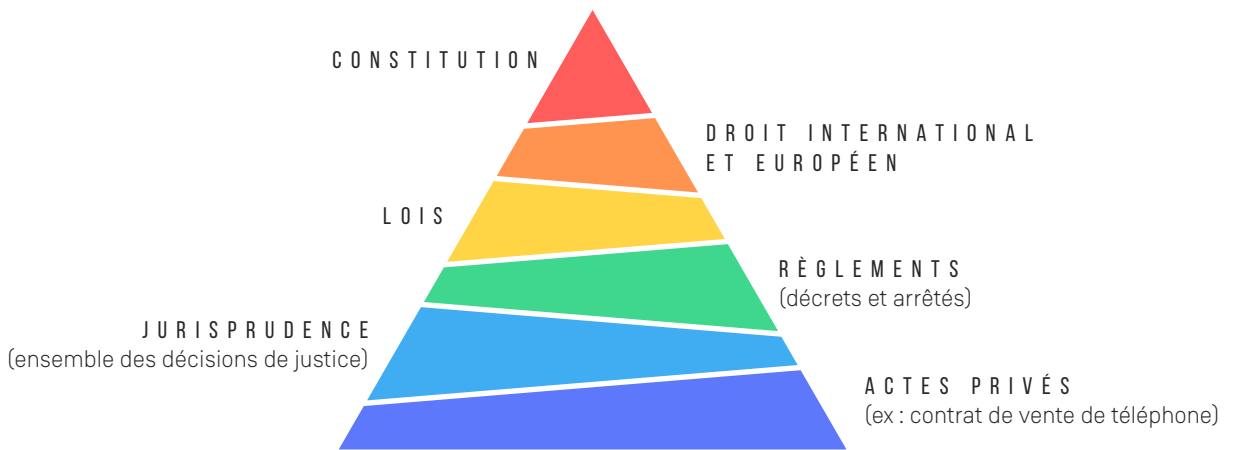 CONSTITUTION
DROIT INTERNATIONAL
ET EUROPÉEN
LOIS
RÈGLEMENTS
(décrets et arrêtés)
JURISPRUDENCE
(ensemble des décisions de justice)
ACTES PRIVÉS
(ex : contrat de vente de téléphone)